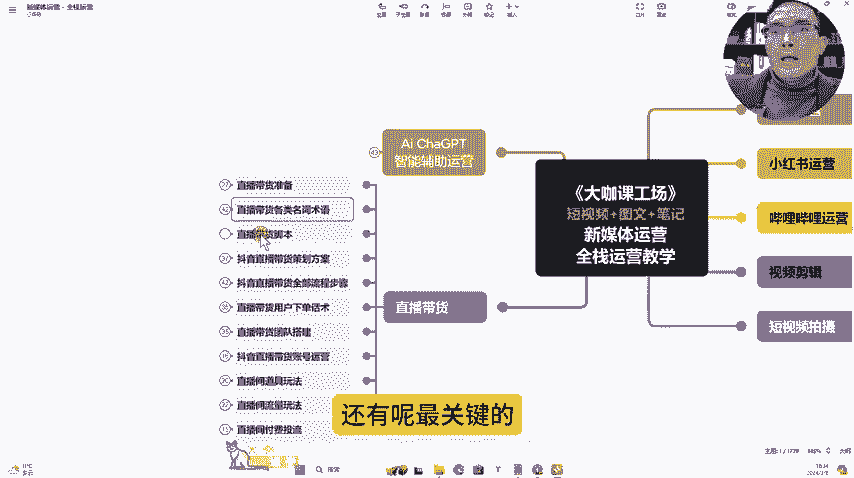 新媒体运营 - 全栈运营
Ai ChaGPT
智能辅助运营
直播带货准备
直播带货各类名词术语
直播带货脚本
抖音直播带货策划方案
抖音直播带货全部流程步骤
直播带货用户下单话术
直播带货团队搭建
抖音直播带货账号运营
直播间道具玩法
直播间流量玩法
直播间付费投流
直播带货
《大咖课工场》
短视频+图文+笔记
新媒体运营
全栈运营教学
小红书运营
哔哩哔哩运营
视频剪辑
短视频拍摄
还有呢最关键的
搜索